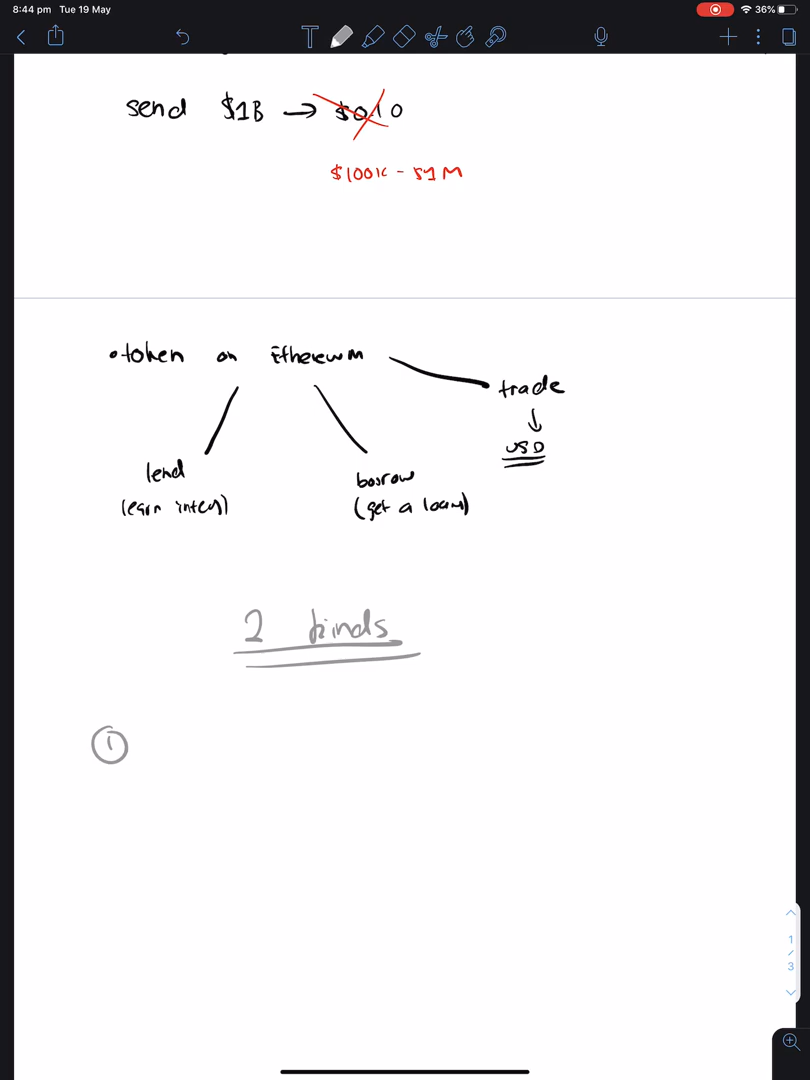 8:44 pm Tue 19 May
36%
T
send $1B → $0.10
$100K - $1M
• token on Ethereum
trade
↓
USD
lend
borrow
(earn
(get a loan)
2 kinds
①
1
/
3